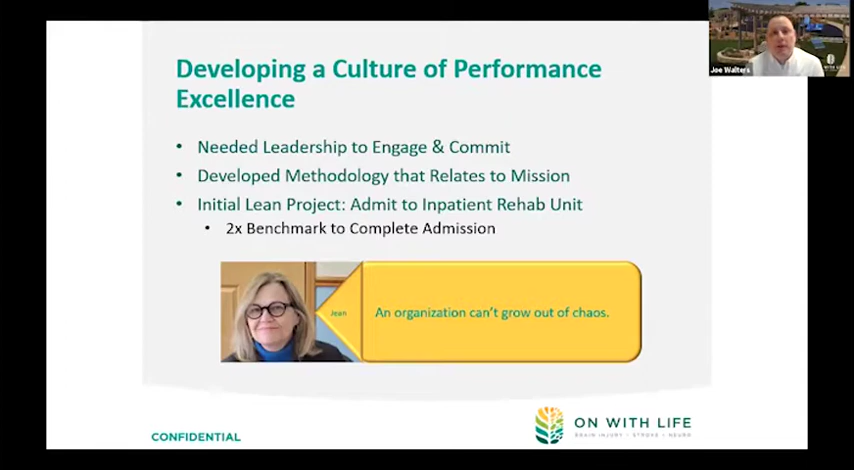 Developing a Culture of Performance
Excellence
• Needed Leadership to Engage & Commit
• Developed Methodology that Relates to Mission
• Initial Lean Project: Admit to Inpatient Rehab Unit
• 2x Benchmark to Complete Admission
Jean
An organization can't grow out of chaos.
CONFIDENTIAL
ON WITH LIFE
BRAIN INJURY • STROKE • NEURO
Joe Walters